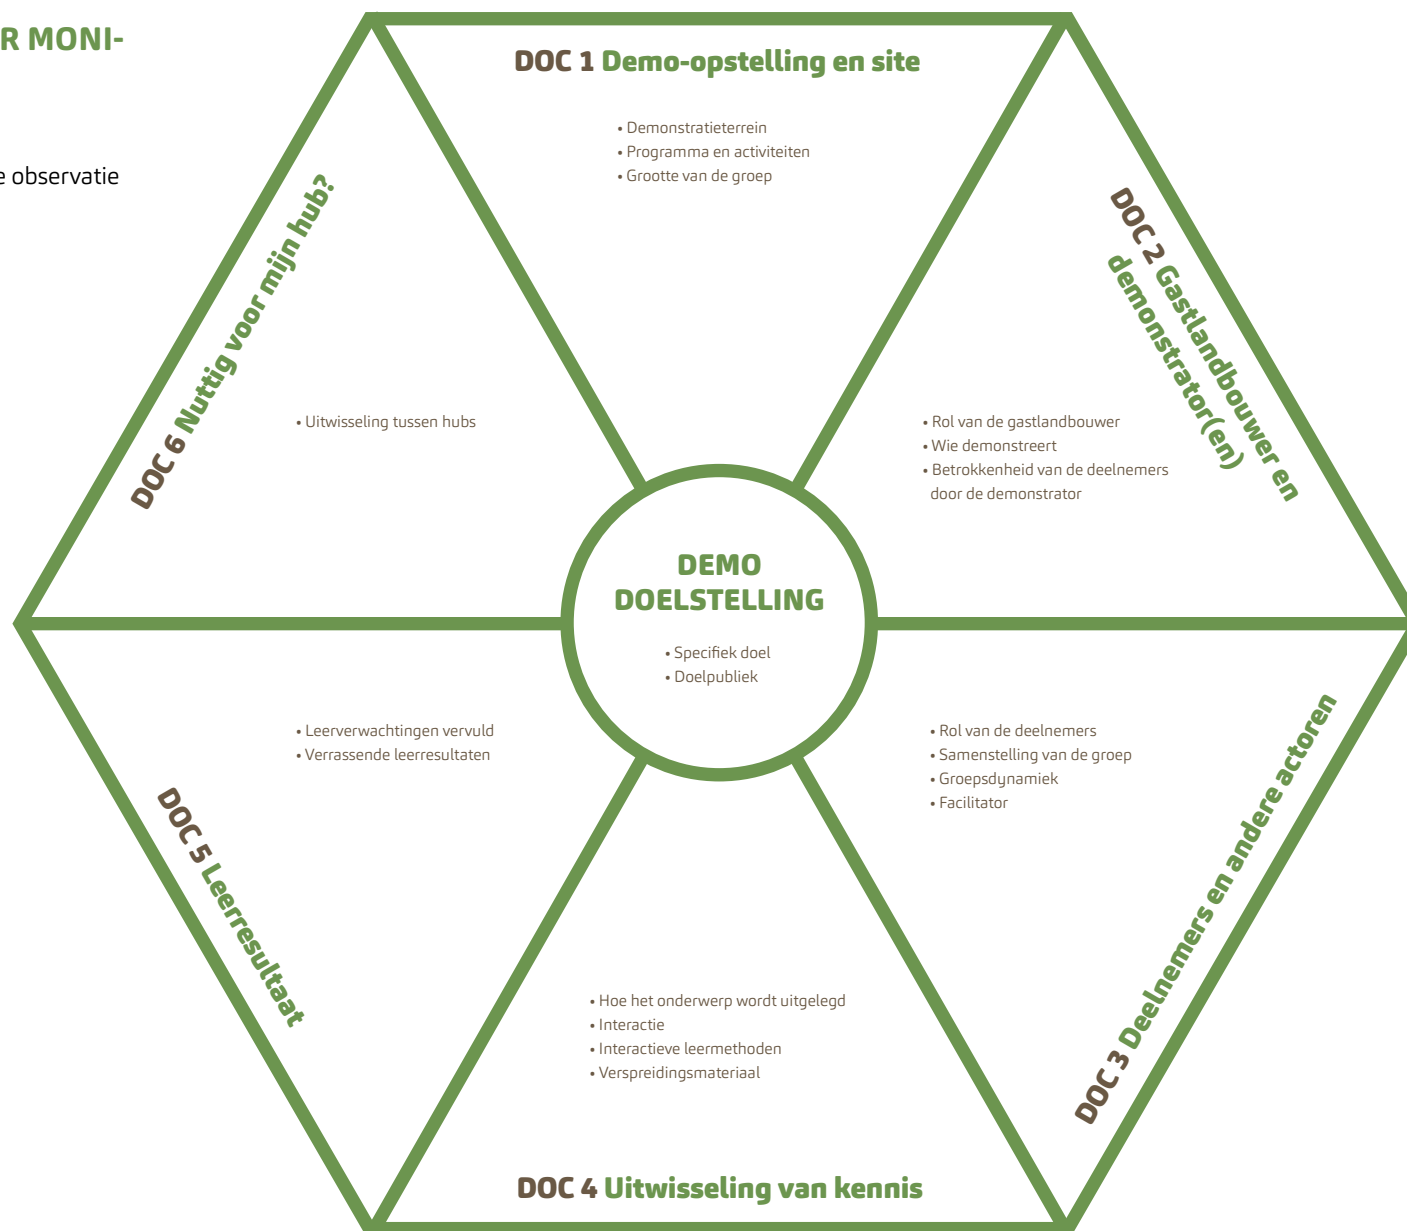 R MONI-
e observatie
DOC 1 Demo-opstelling en site
• Demonstratieterrein
• Programma en activiteiten
• Grootte van de groep
DOC 2 Gastlandbouwer en
demonstrator(en)
• Rol van de gastlandbouwer
• Wie demonstreert
• Betrokkenheid van de deelnemers
door de demonstrator
DOC 3 Deelnemers en andere actoren
• Rol van de deelnemers
• Samenstelling van de groep
• Groepsdynamiek
• Facilitator
DOC 4 Uitwisseling van kennis
• Hoe het onderwerp wordt uitgelegd
• Interactie
• Interactieve leermethoden
• Verspreidingsmateriaal
DOC 5 Leerresultaat
• Leerverwachtingen vervuld
• Verrassende leerresultaten
DOC 6 Nuttig voor mijn hub?
• Uitwisseling tussen hubs
DEMO
DOELSTELLING
• Specifiek doel
• Doelpubliek